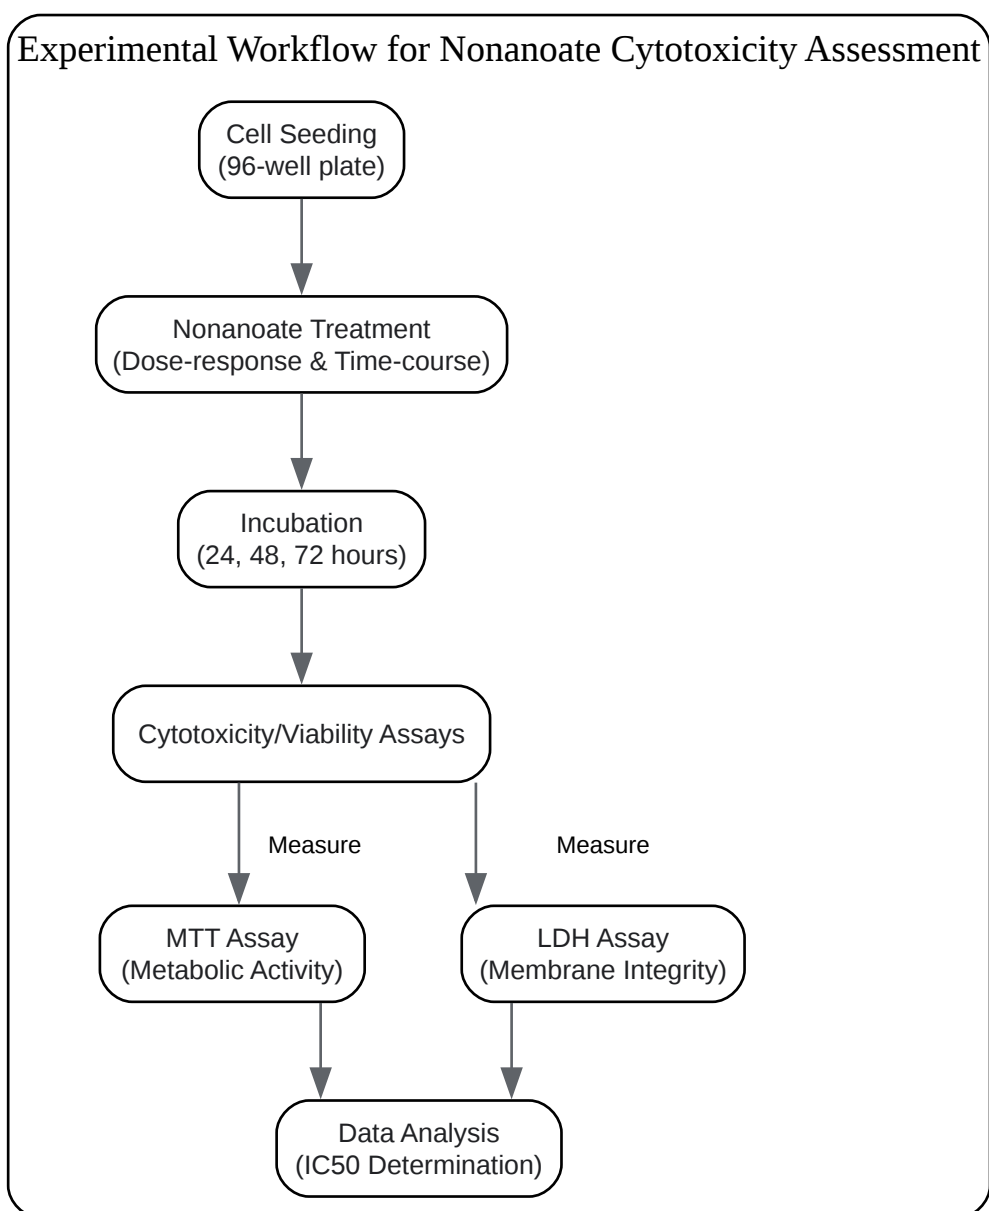 Experimental Workflow for Nonanoate Cytotoxicity Assessment
Cell Seeding
(96-well plate)
Nonanoate Treatment
(Dose-response & Time-course)
Incubation
(24, 48, 72 hours)
Cytotoxicity/Viability Assays
Measure
Measure
MTT Assay
(Metabolic Activity)
LDH Assay
(Membrane Integrity)
Data Analysis
(IC50 Determination)